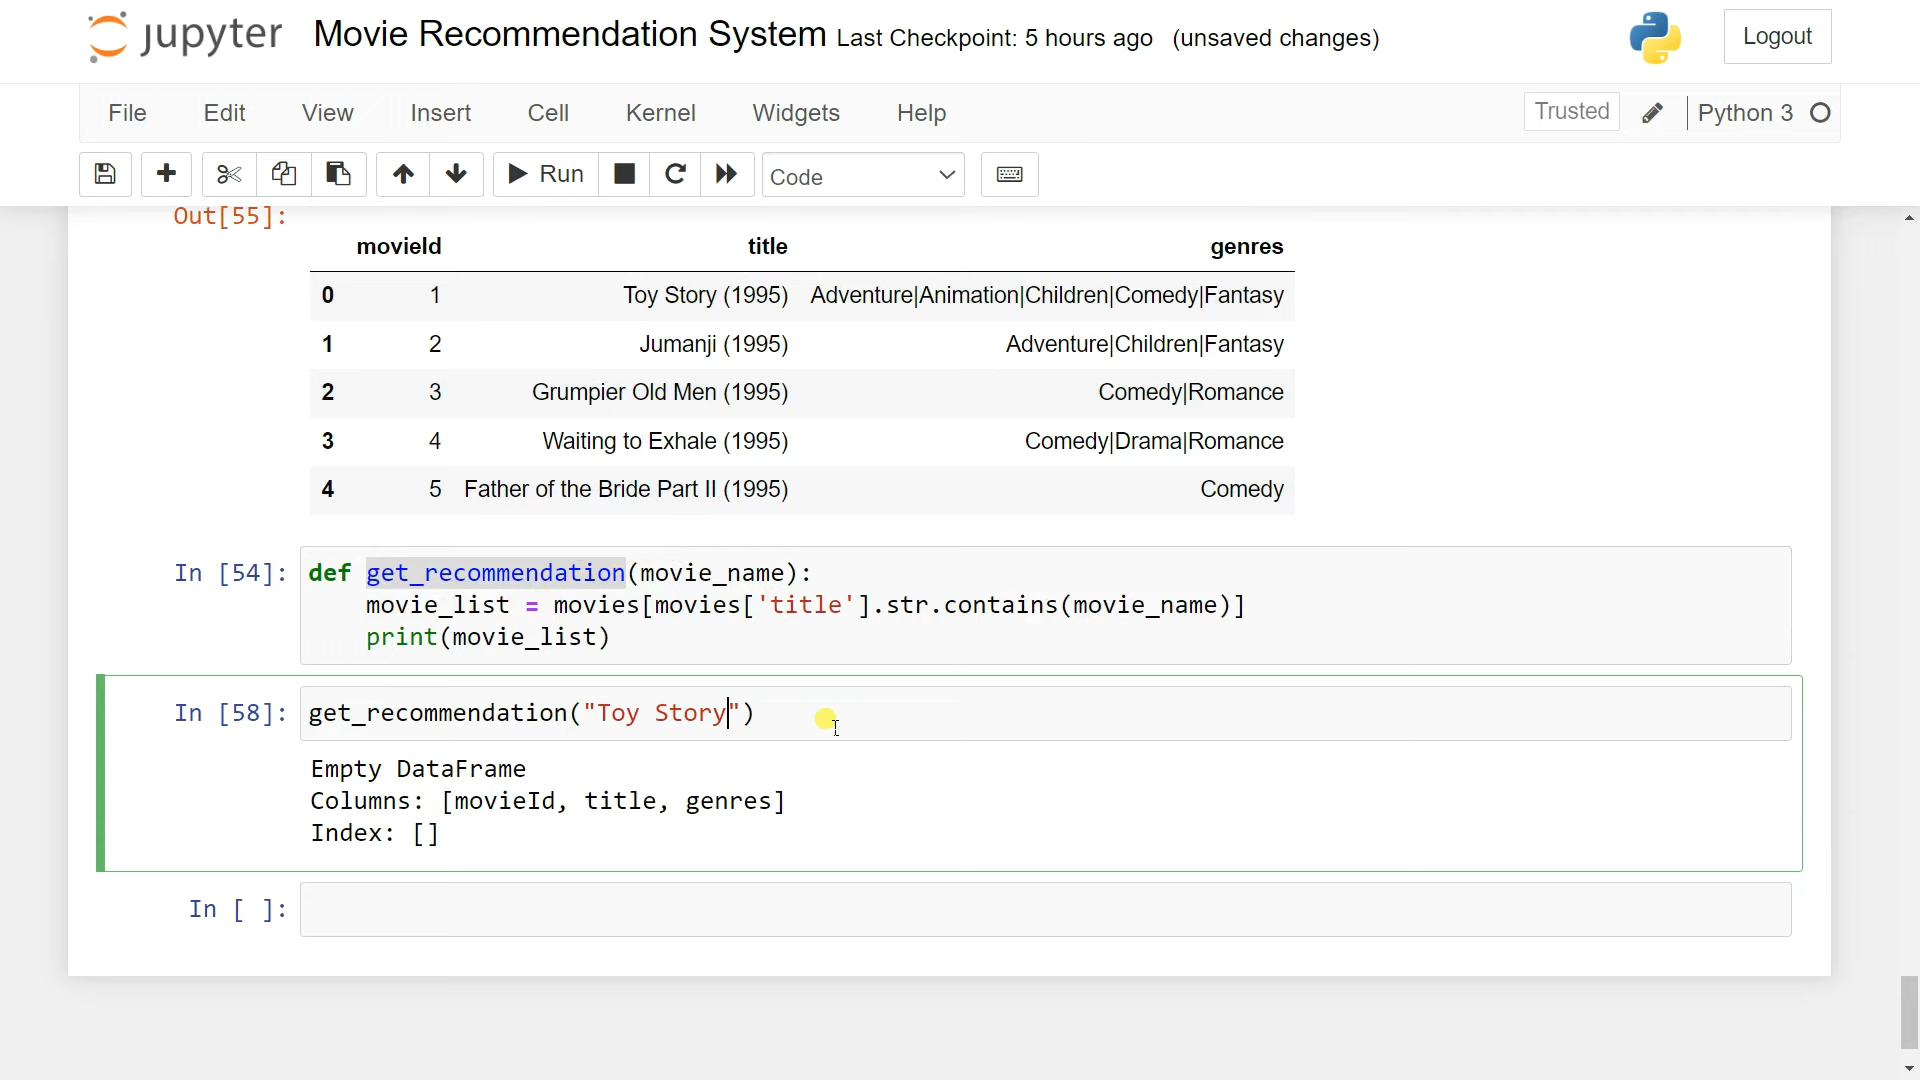 jupyter Movie Recommendation System Last Checkpoint: 5 hours ago (unsaved changes) Logout
File Edit View Insert Cell Kernel Widgets Help Trusted Python 3
Run Code
Out[55]:
movieId title genres
0 1 Toy Story (1995) Adventure|Animation|Children|Comedy|Fantasy
1 2 Jumanji (1995) Adventure|Children|Fantasy
2 3 Grumpier Old Men (1995) Comedy|Romance
3 4 Waiting to Exhale (1995) Comedy|Drama|Romance
4 5 Father of the Bride Part II (1995) Comedy
In [54]: def get_recommendation(movie_name):
movie_list = movies[movies['title'].str.contains(movie_name)]
print(movie_list)
In [58]: get_recommendation("Toy Story")
Empty DataFrame
Columns: [movieId, title, genres]
Index: []
In [ ]: